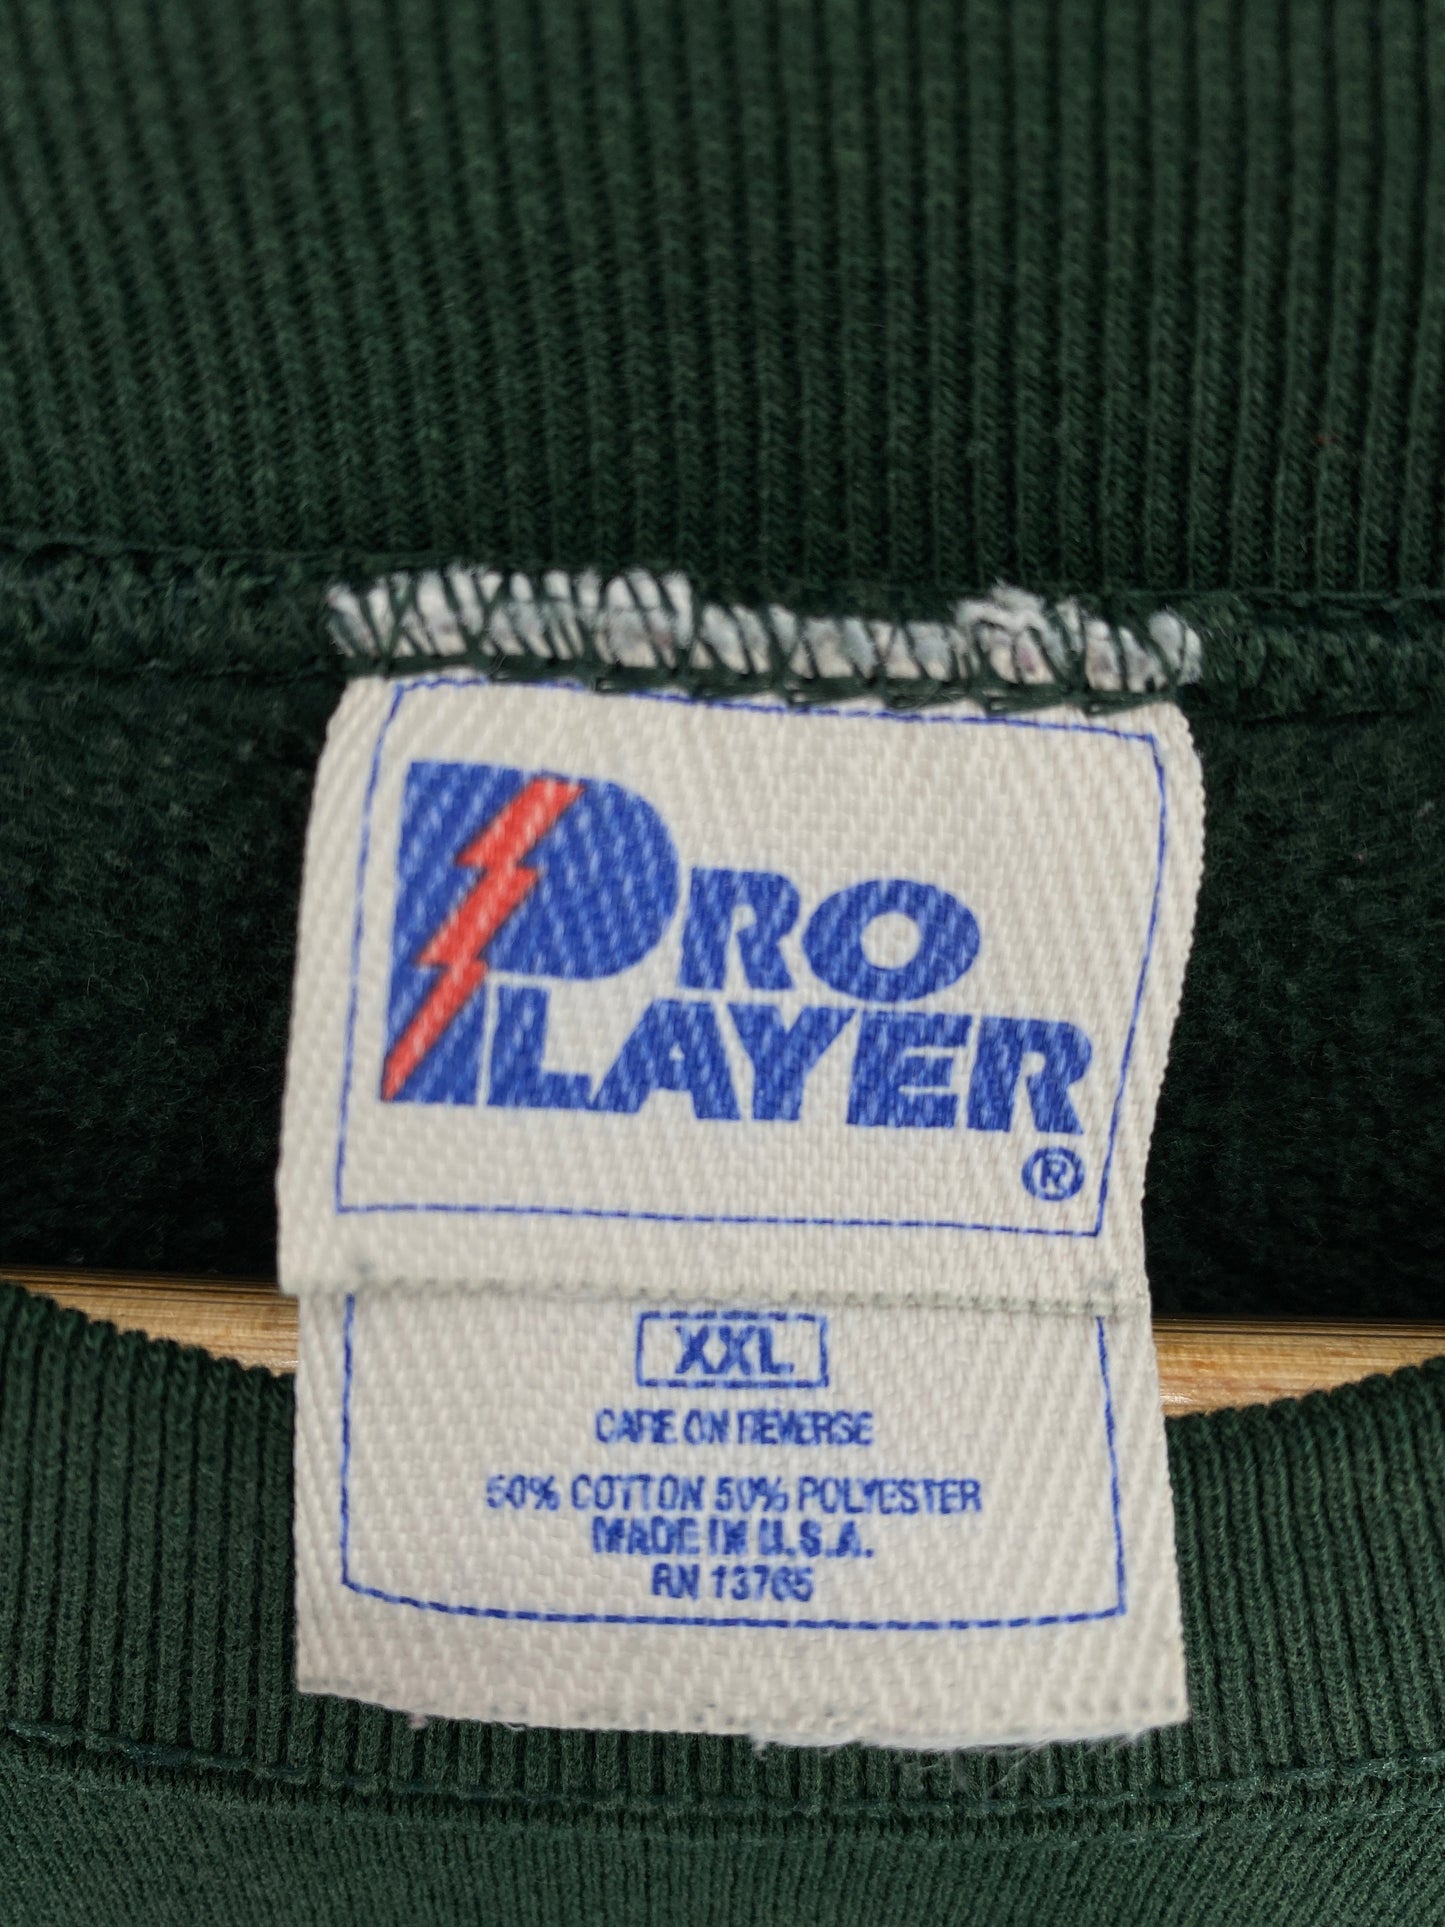 PRO
PLAYER
®
XXL
CARE ON REVERSE
50% COTTON 50% POLYESTER
MADE IN U.S.A.
RN 13765